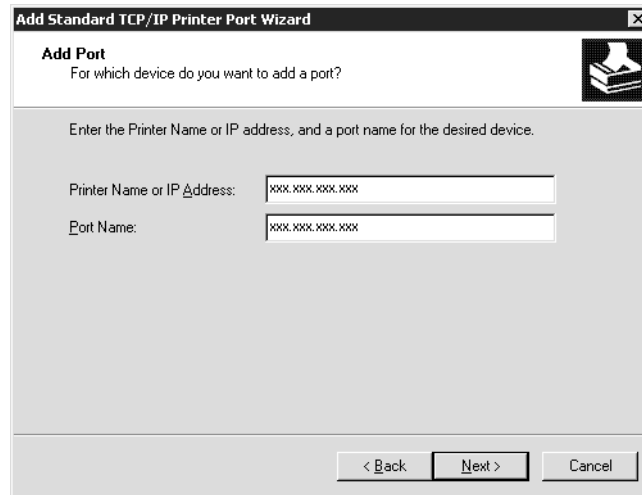 Add Standard TCP/IP Printer Port Wizard
Add Port
For which device do you want to add a port?
Enter the Printer Name or IP address, and a port name for the desired device.
Printer Name or IP Address: xxx.xxx.xxx.xxx
Port Name: xxx.xxx.xxx.xxx
< Back Next > Cancel